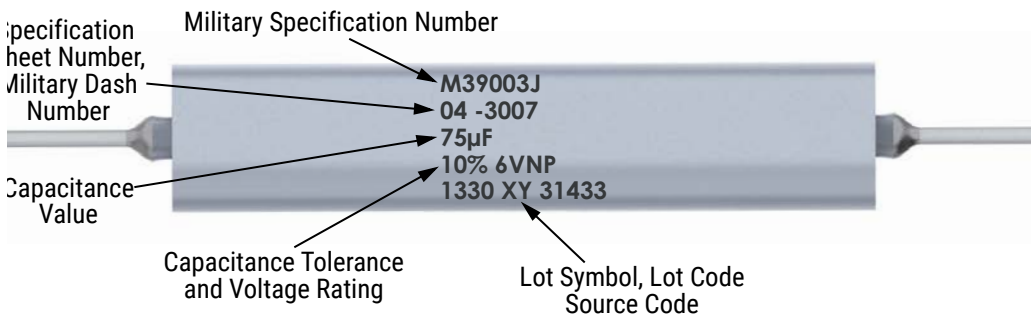 Military Specification Number
pecification
heet Number,
Military Dash
Number
M39003J
04 -3007
75µF
10% 6VNP
1330 XY 31433
Capacitance
Value
Capacitance Tolerance
and Voltage Rating
Lot Symbol, Lot Code
Source Code